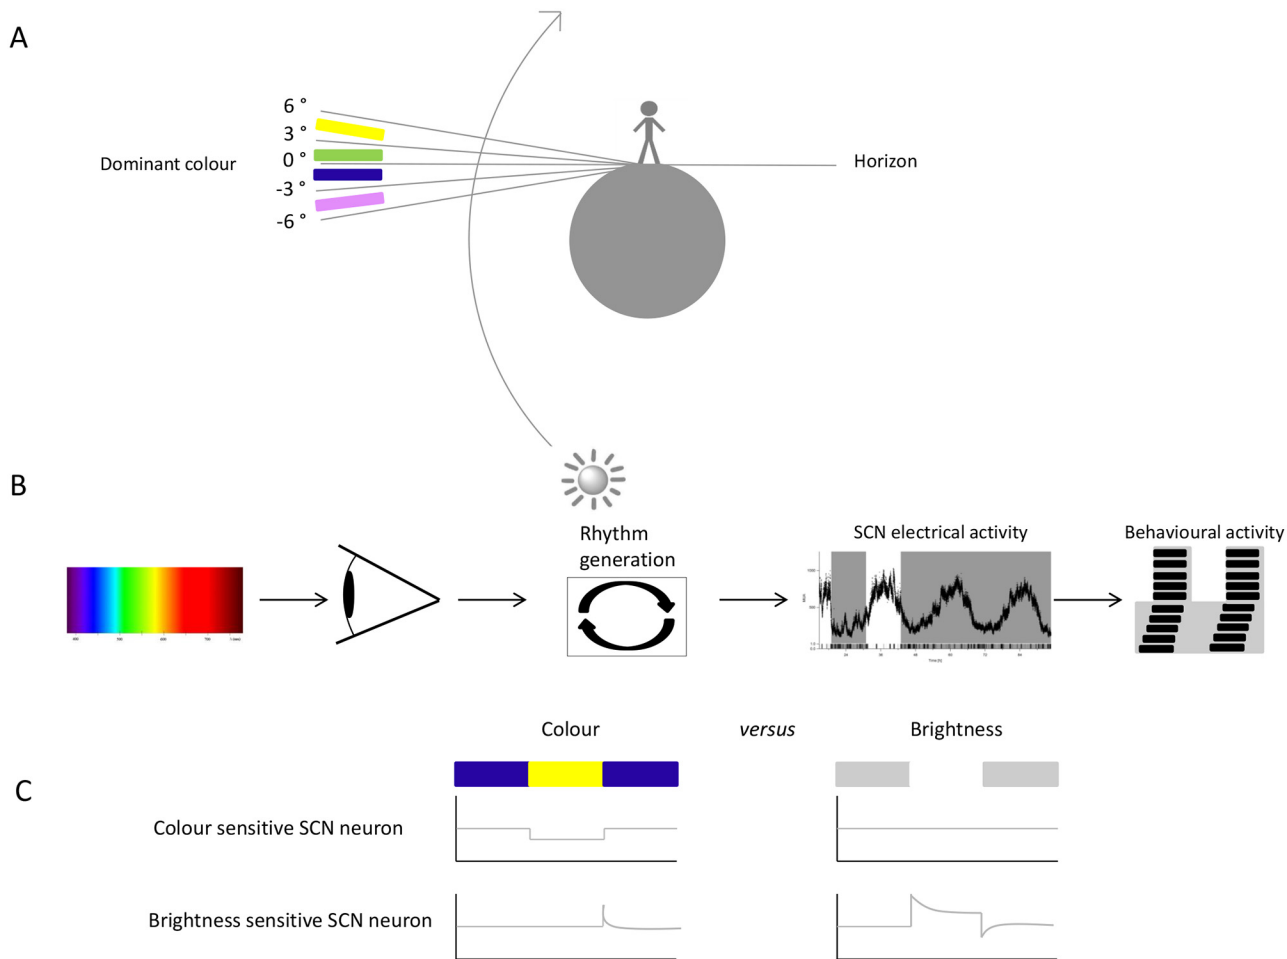 A
6 °
3 °
0 °
-3 °
-6 °
Dominant colour
Horizon
B
Rhythm
generation
SCN electrical activity
Behavioural activity
Time (h)
Colour
versus
Brightness
C
Colour sensitive SCN neuron
Brightness sensitive SCN neuron